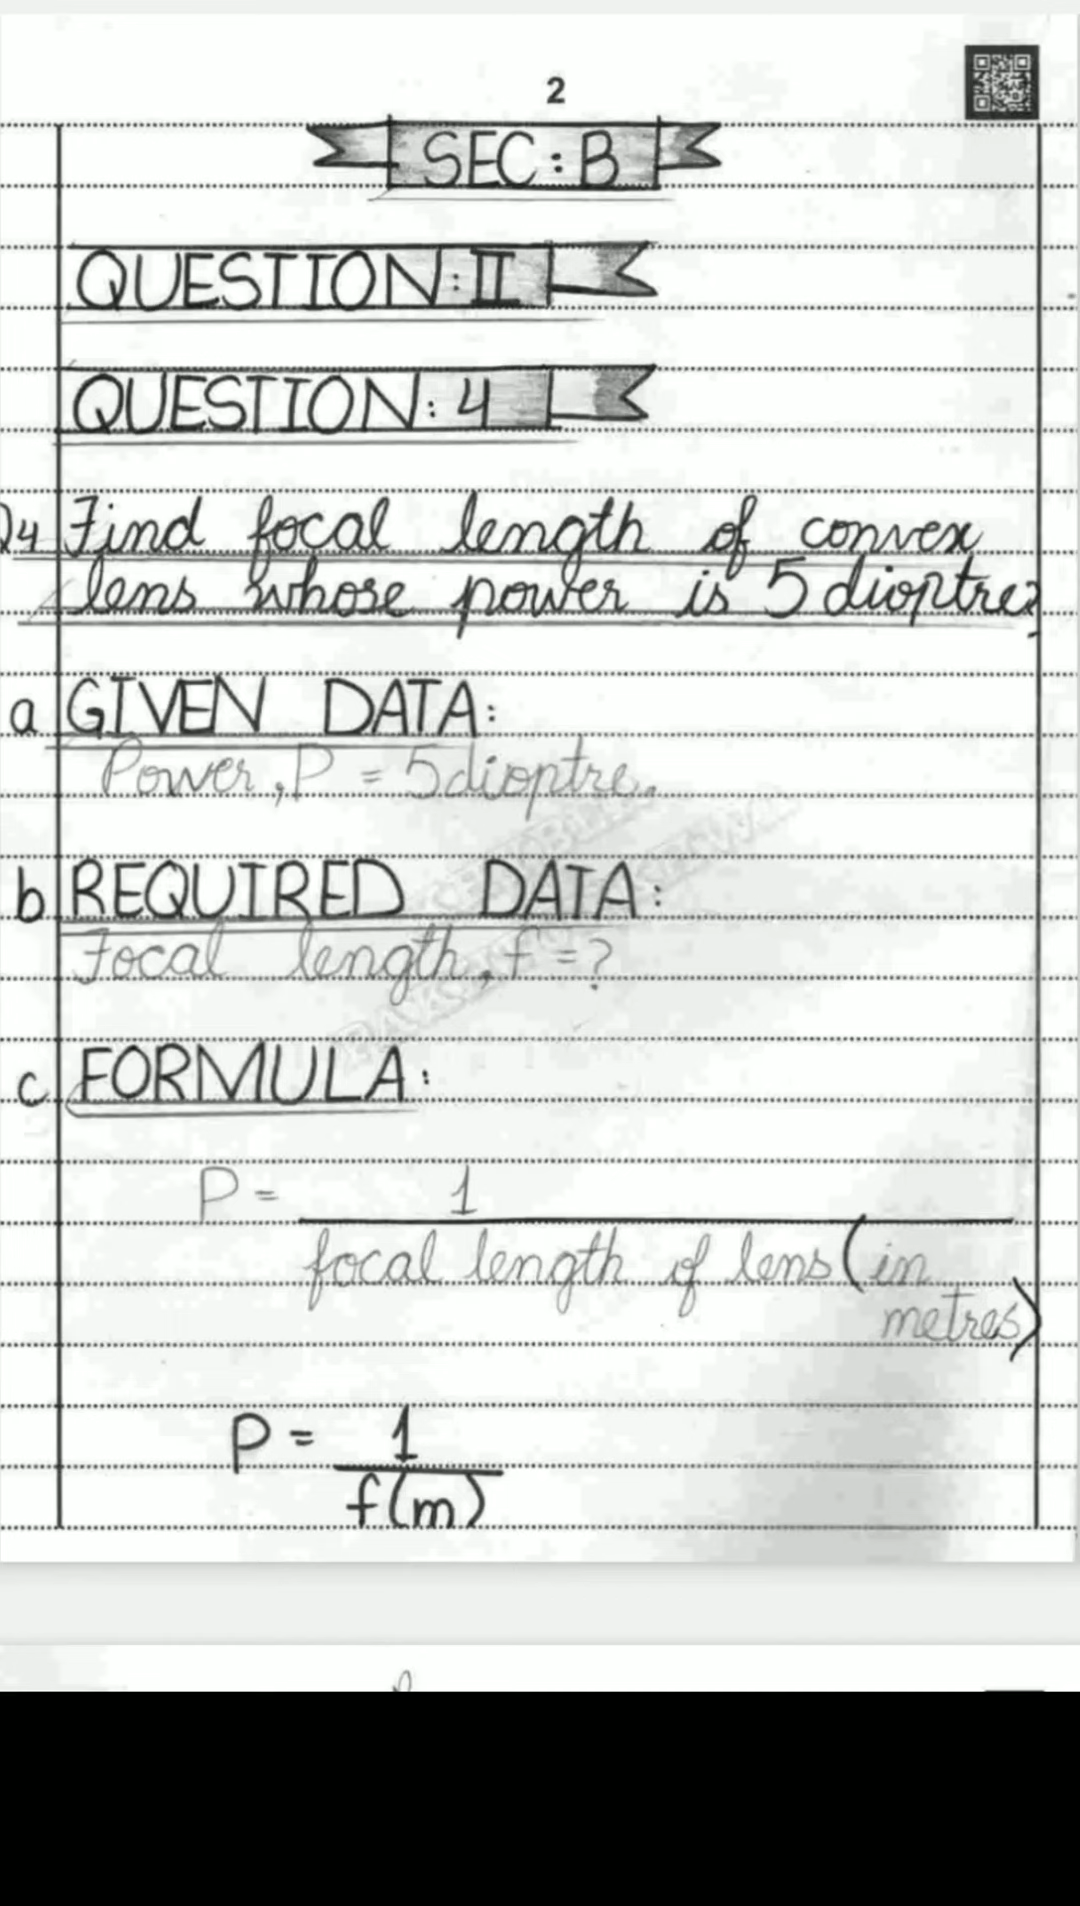 2
SEC: B
QUESTION: II
QUESTION: 4
Q4 Find focal length of convex
lens whose power is 5 dioptre?
a GIVEN DATA:
Power, P = 5 dioptre.
b REQUIRED DATA:
Focal length, f = ?
c FORMULA:
P = 1
focal length of lens (in
metres)
P = 1
f(m)